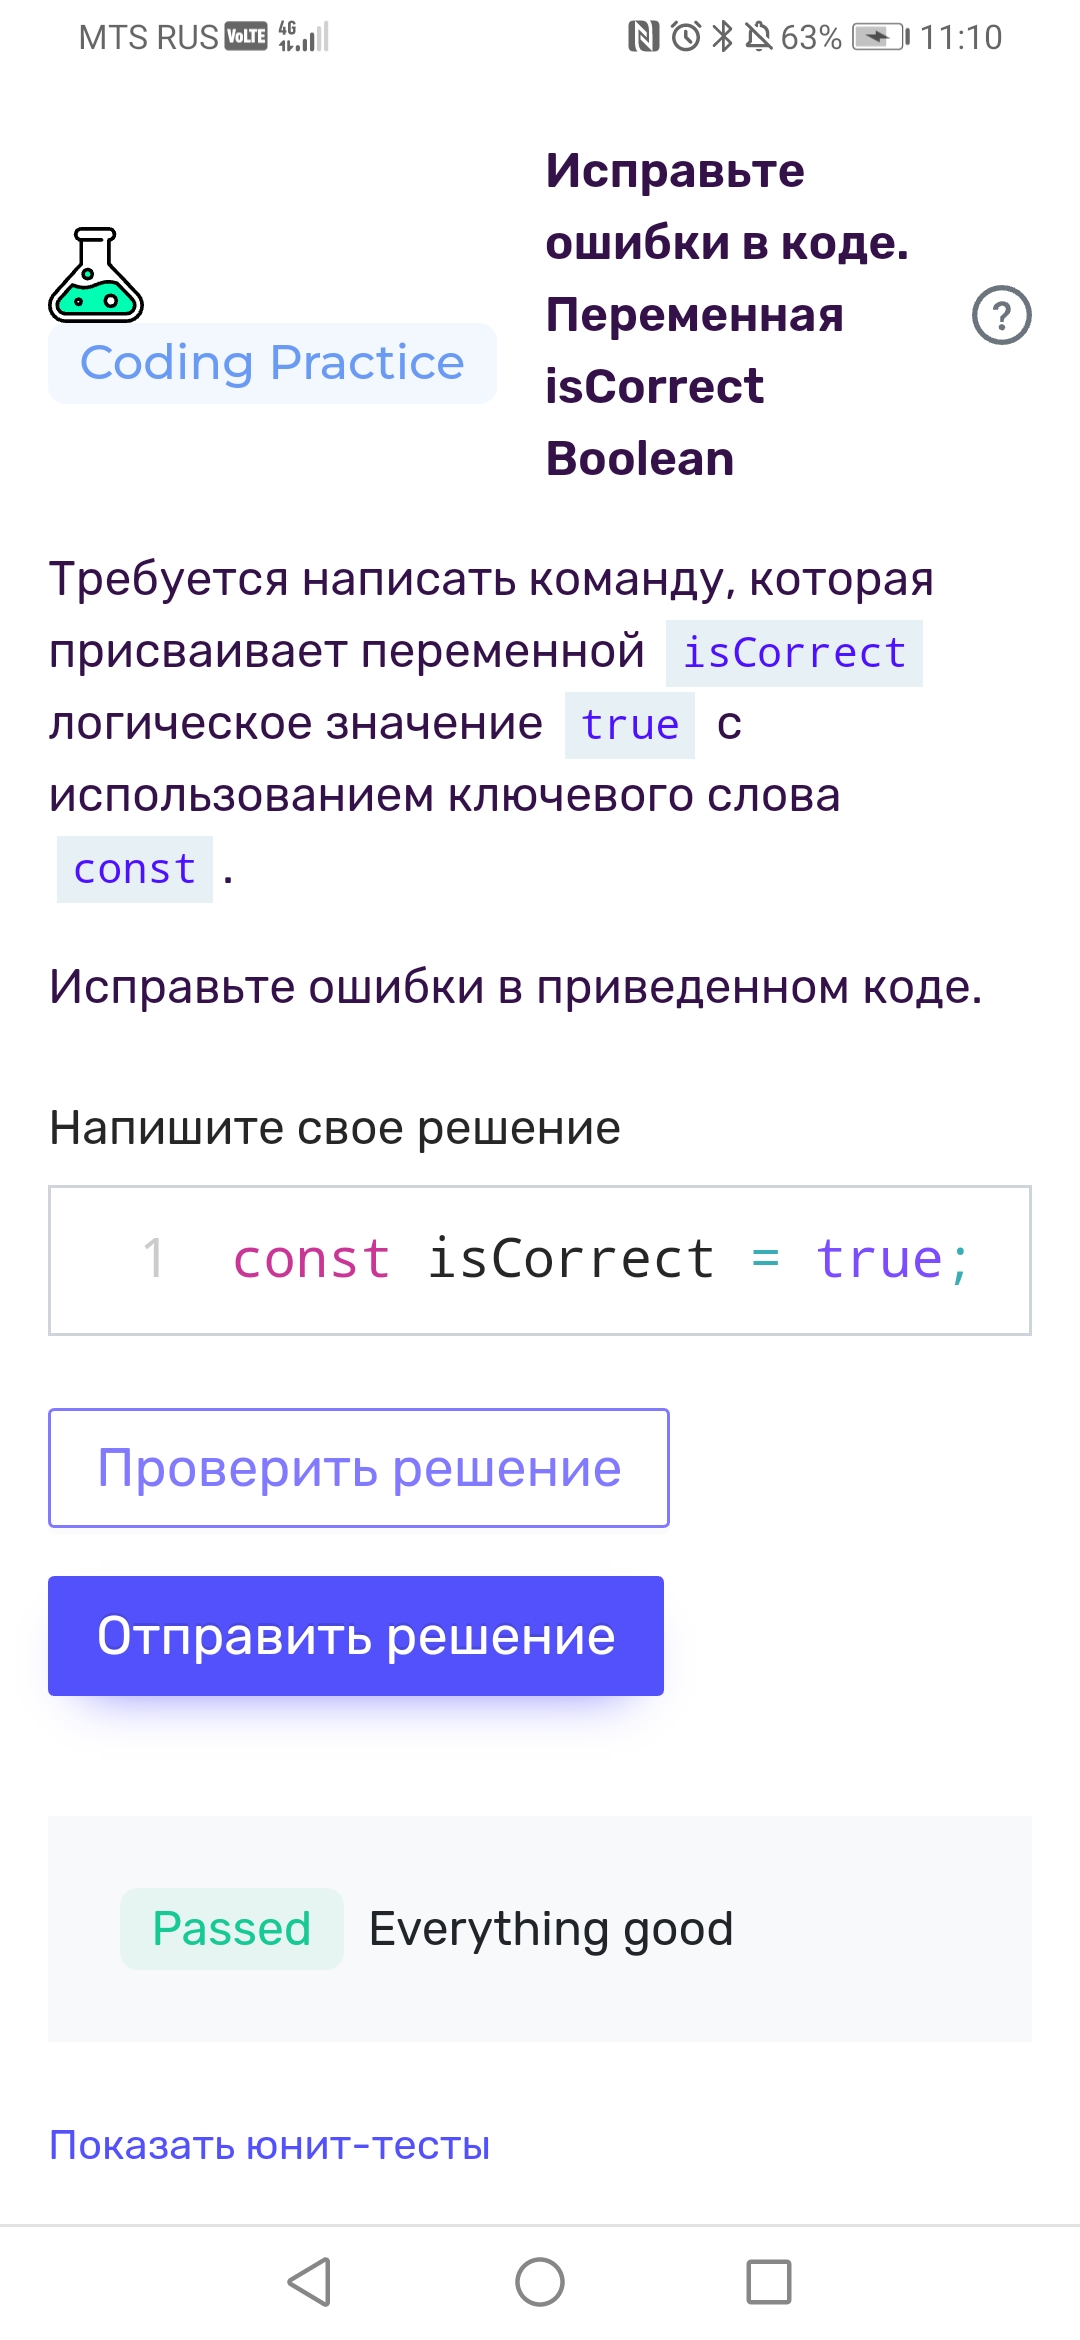 MTS RUS VoLTE 4G 63% 11:10
Исправьте
ошибки в коде.
Переменная
isCorrect
Boolean
?
Coding Practice
Требуется написать команду, которая
присваивает переменной isCorrect
логическое значение true с
использованием ключевого слова
const .
Исправьте ошибки в приведенном коде.
Напишите свое решение
1 const isCorrect = true;
Проверить решение
Отправить решение
Passed Everything good
Показать юнит-тесты